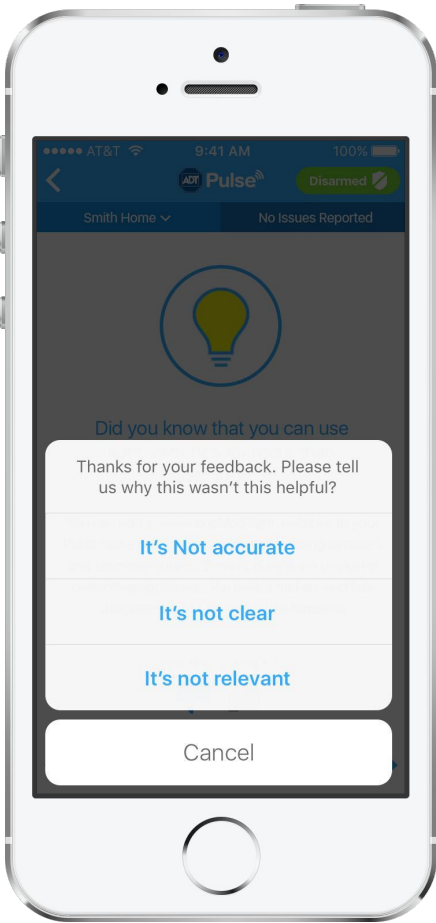 AT&T 9:41 AM 100%
ADT Pulse Disarmed
Smith Home No Issues Reported
Did you know that you can use
Thanks for your feedback. Please tell
us why this wasn't this helpful?
It's Not accurate
It's not clear
It's not relevant
Cancel